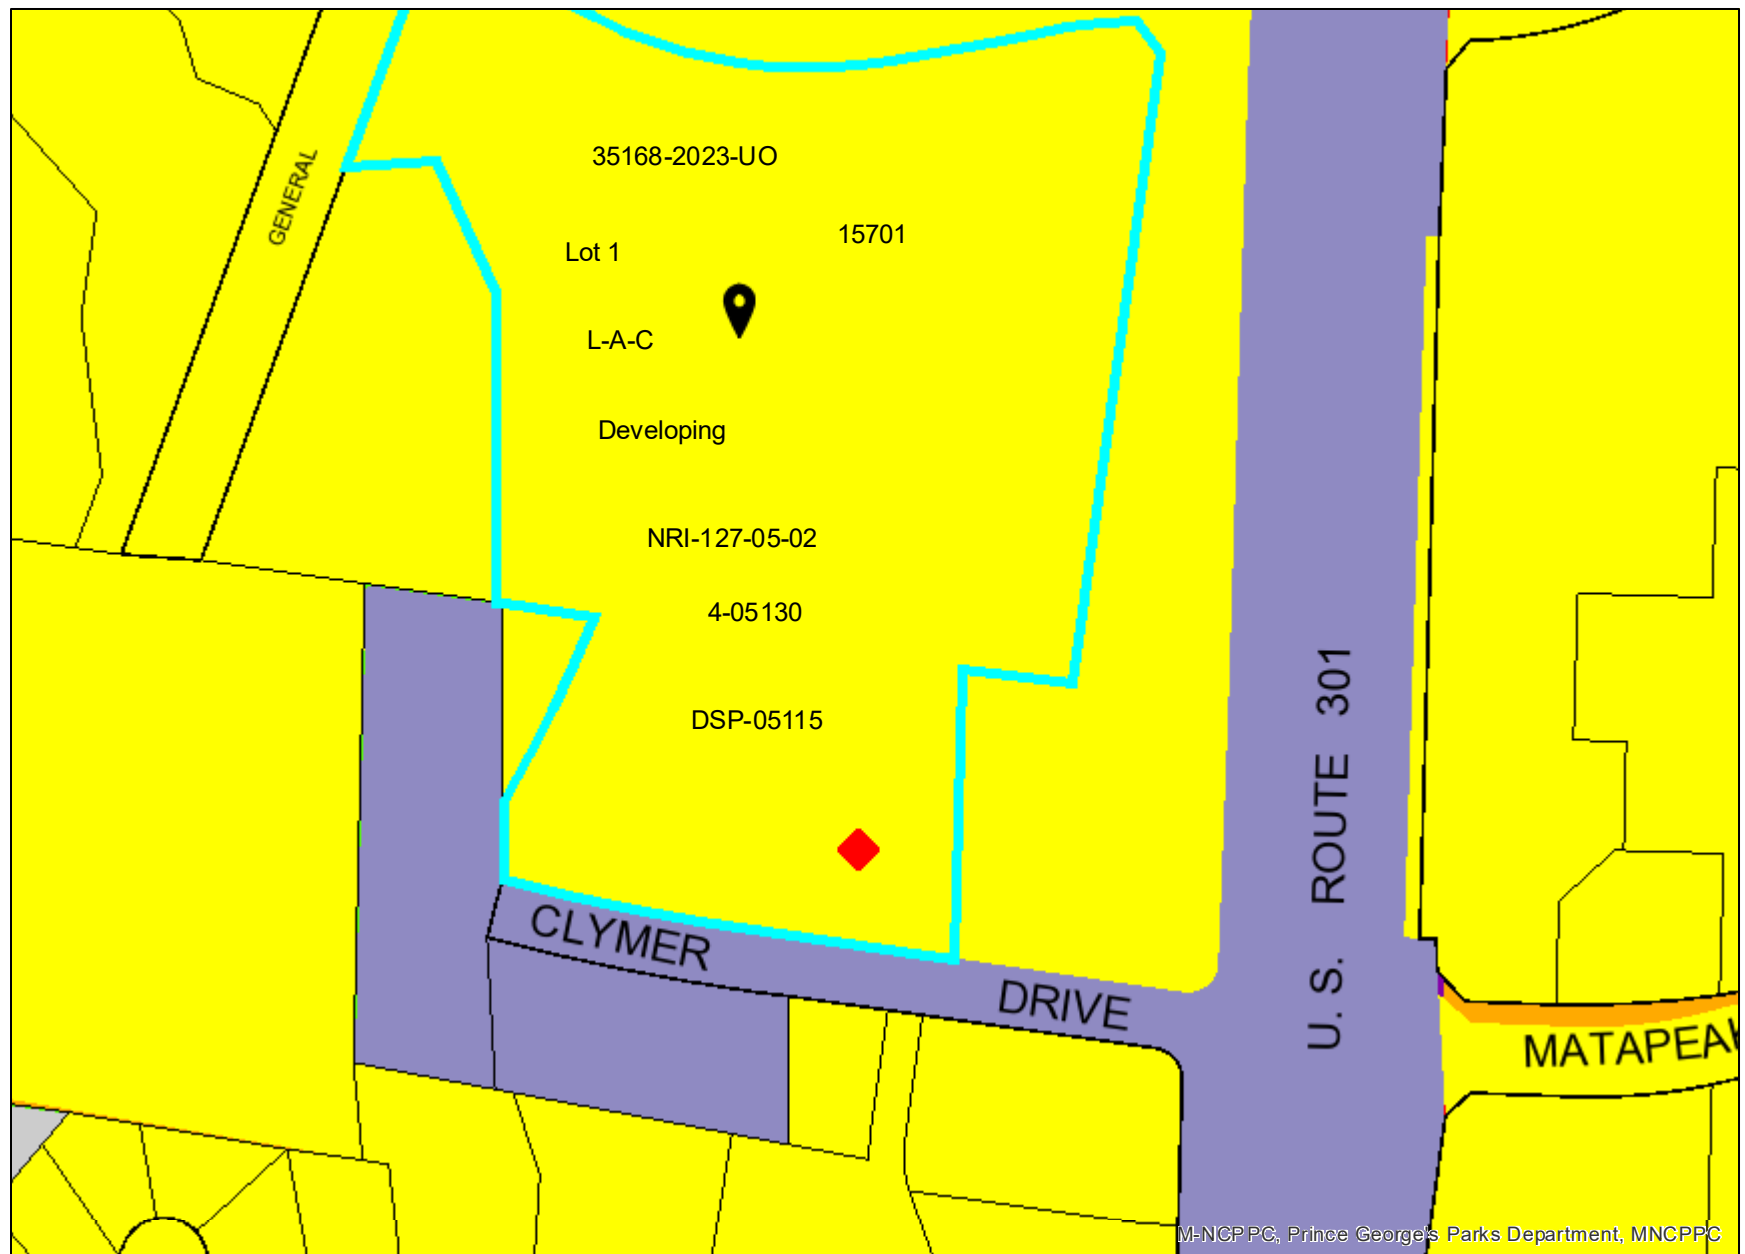 35168-2023-UO
GENERAL
15701
Lot 1
L-A-C
Developing
NRI-127-05-02
4-05130
DSP-05115
U. S. ROUTE 301
CLYMER DRIVE
MATAPEAK
M-NCPPC, Prince George's Parks Department, MNCPPC